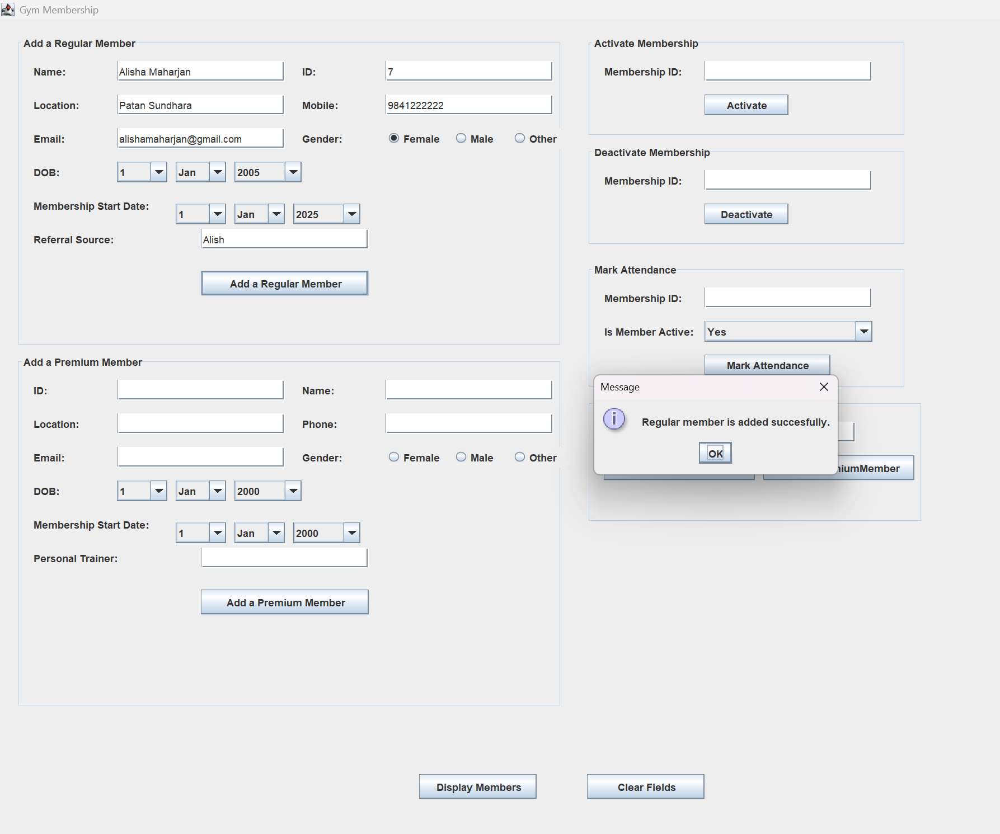 Gym Membership
Add a Regular Member
Name: Alisha Maharjan ID: 7
Location: Patan Sundhara Mobile: 9841222222
Email: alishamaharjan@gmail.com Gender: Female Male Other
DOB: 1 Jan 2005
Membership Start Date: 1 Jan 2025
Referral Source: Alish
Add a Regular Member
Add a Premium Member
ID: Name:
Location: Phone:
Email: Gender: Female Male Other
DOB: 1 Jan 2000
Membership Start Date: 1 Jan 2000
Personal Trainer:
Add a Premium Member
Activate Membership
Membership ID:
Activate
Deactivate Membership
Membership ID:
Deactivate
Mark Attendance
Membership ID:
Is Member Active: Yes
Mark Attendance
Message
Regular member is added succesfully.
OK
iumMember
Display Members Clear Fields